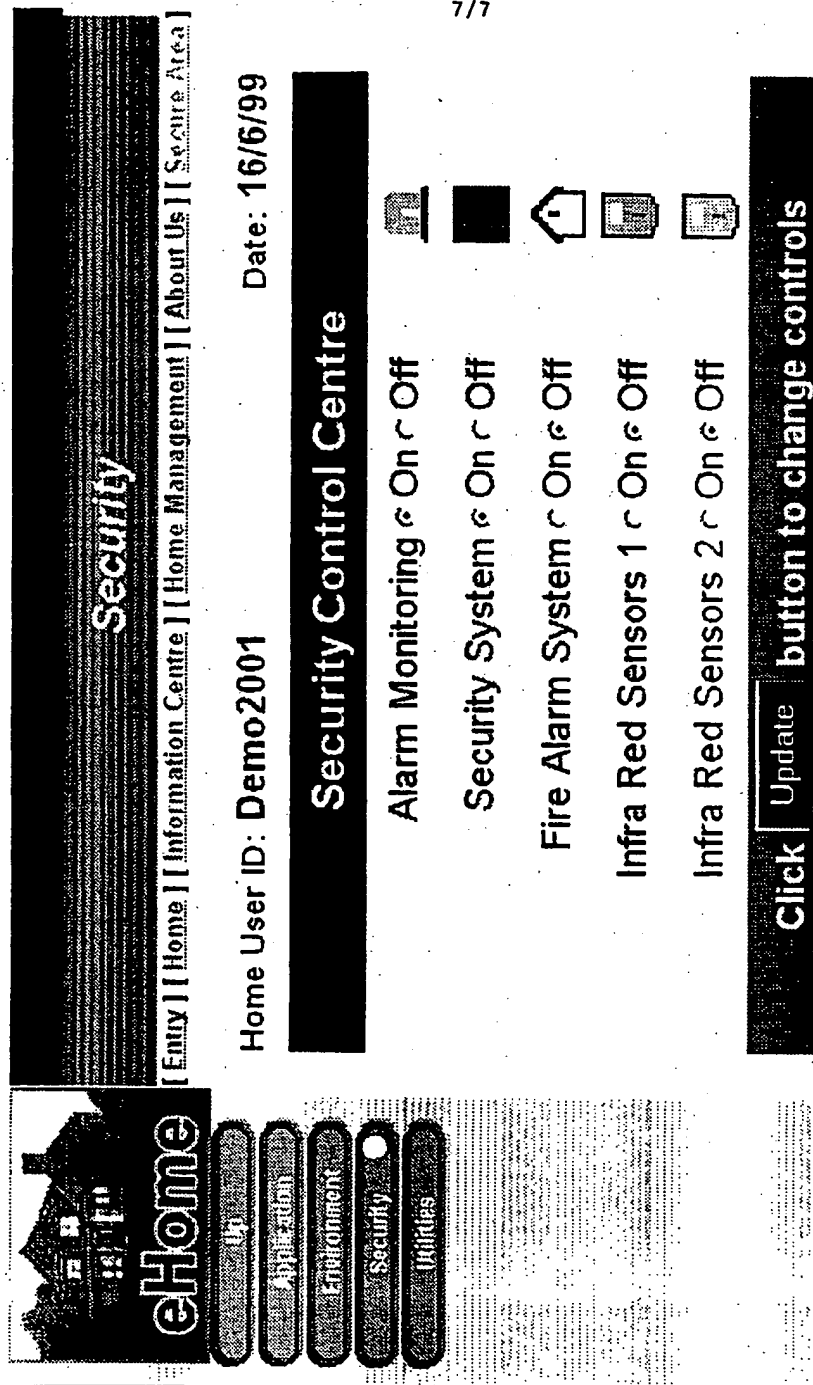 7/7
Security
[ Entry ] [ Home ] [ Information Centre ] [ Home Management ] [ About Us ] [ Secure Area ]
eHome
Up
Application
Environment
Security
Utilities
Home User ID: Demo2001 Date: 16/6/99
Security Control Centre
Alarm Monitoring On Off
Security System On Off
Fire Alarm System On Off
Infra Red Sensors 1 On Off
Infra Red Sensors 2 On Off
Click Update button to change controls